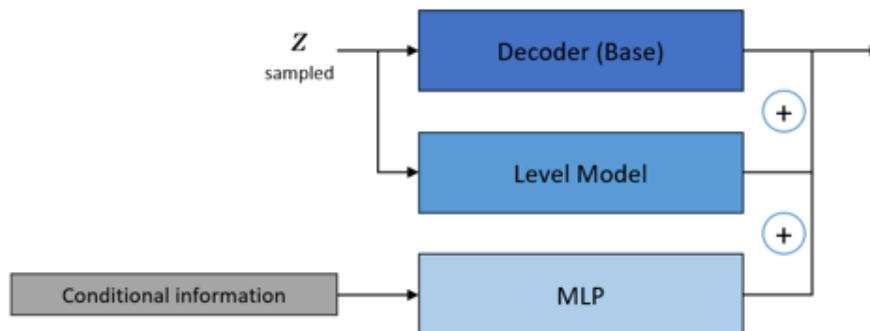 Z
sampled
Decoder (Base)
+
Level Model
+
Conditional information
MLP